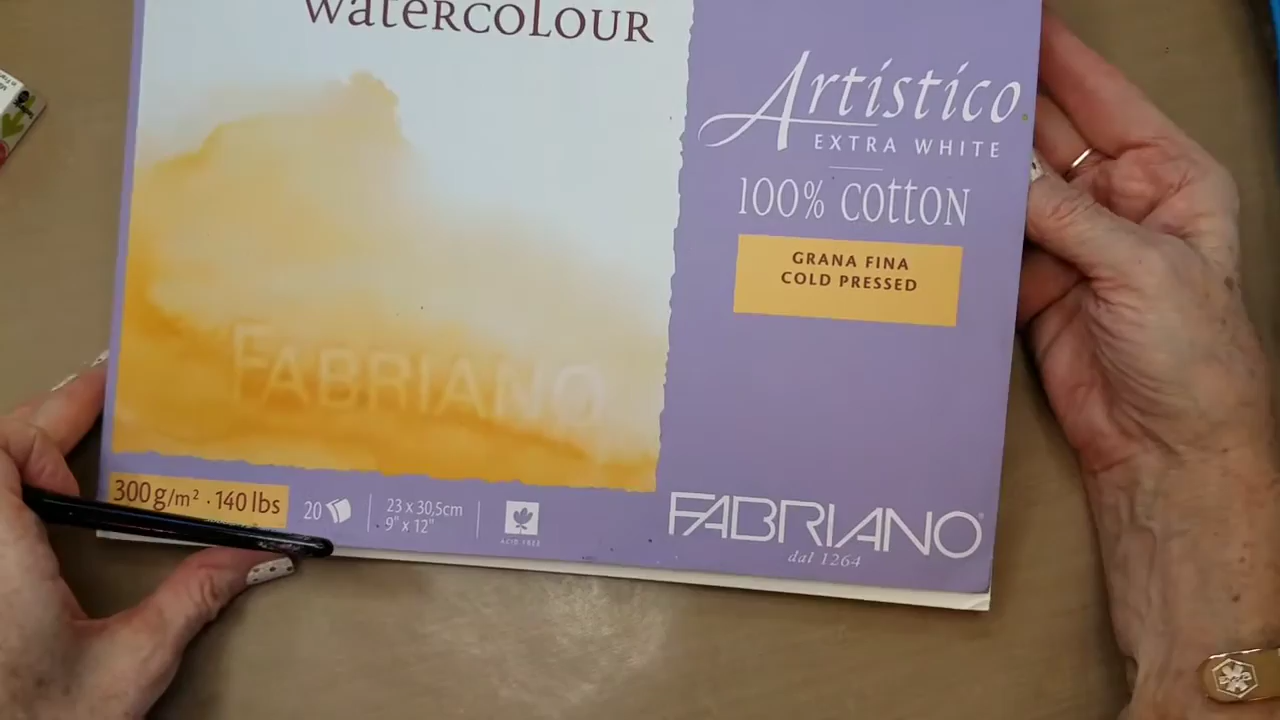 watercolour
Artistico
EXTRA WHITE
100% COTTON
GRANA FINA
COLD PRESSED
FABRIANO
300g/m² · 140 lbs
20
23 x 30,5cm
9" x 12"
ACID FREE
FABRIANO®
dal 1264